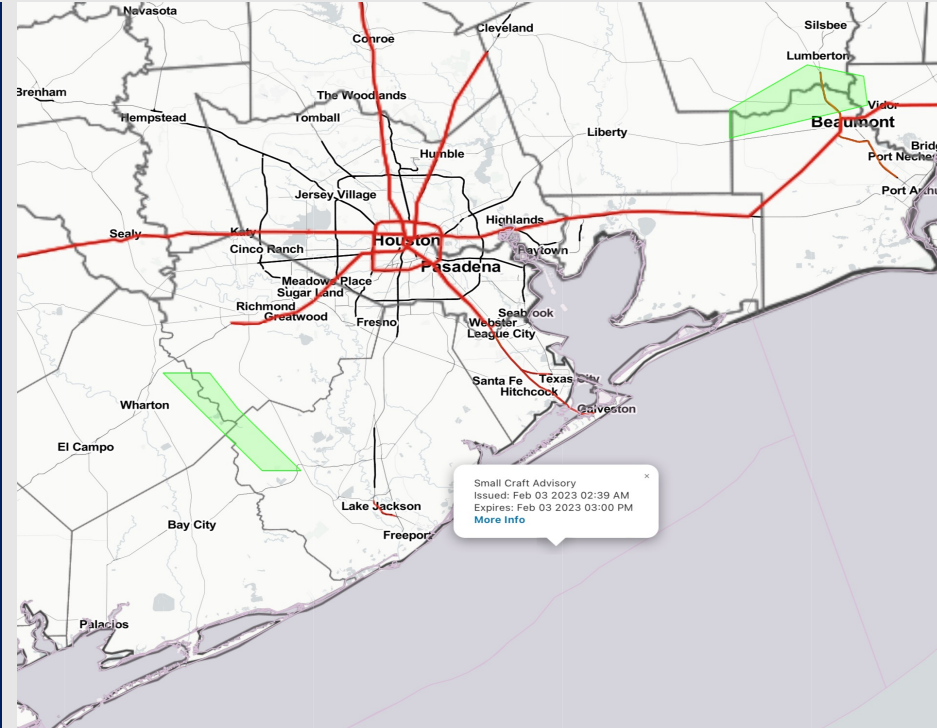 Navasota
Silsbee
Cleveland
Conroe
Lumberton
Brenham
The Woodlands
Vidor
Hempstead
Tomball
Beaumont
Liberty
Humble
Port Neches
Jersey Village
Highlands
Sealy
Katy
Houston
Cinco Ranch
Baytown
Pasadena
Meadows Place
Sugar Land
Richmond
Greatwood
Seabrook
Fresno
Webster
League City
Santa Fe
Texas City
Hitchcock
Wharton
Galveston
El Campo
×
Small Craft Advisory
Issued: Feb 03 2023 02:39 AM
Expires: Feb 03 2023 03:00 PM
More Info
Lake Jackson
Bay City
Freeport
Palacios